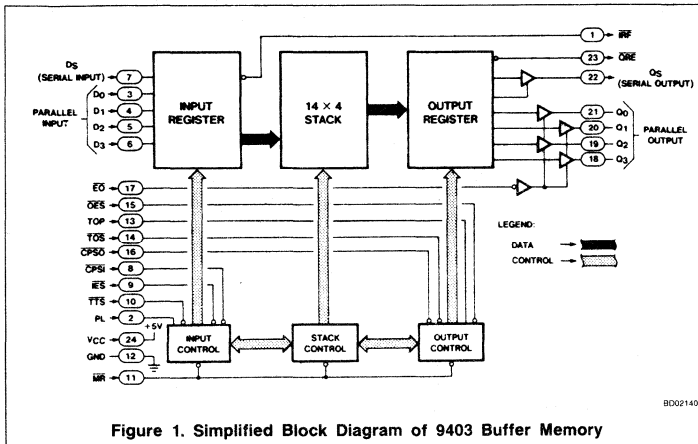 1 IRF
23 ORE
DS
(SERIAL INPUT) 7
22 QS
(SERIAL OUTPUT)
PARALLEL
INPUT
D0 3
D1 4
D2 5
D3 6
INPUT
REGISTER
14 × 4
STACK
OUTPUT
REGISTER
21 Q0
20 Q1
19 Q2
18 Q3
PARALLEL
OUTPUT
EO 17
OES 15
TOP 13
TOS 14
CPSO 16
CPSI 8
IES 9
TTS 10
PL 2
+5V
VCC 24
GND 12
MR 11
LEGEND:
DATA
CONTROL
INPUT
CONTROL
STACK
CONTROL
OUTPUT
CONTROL
BD02140
Figure 1. Simplified Block Diagram of 9403 Buffer Memory